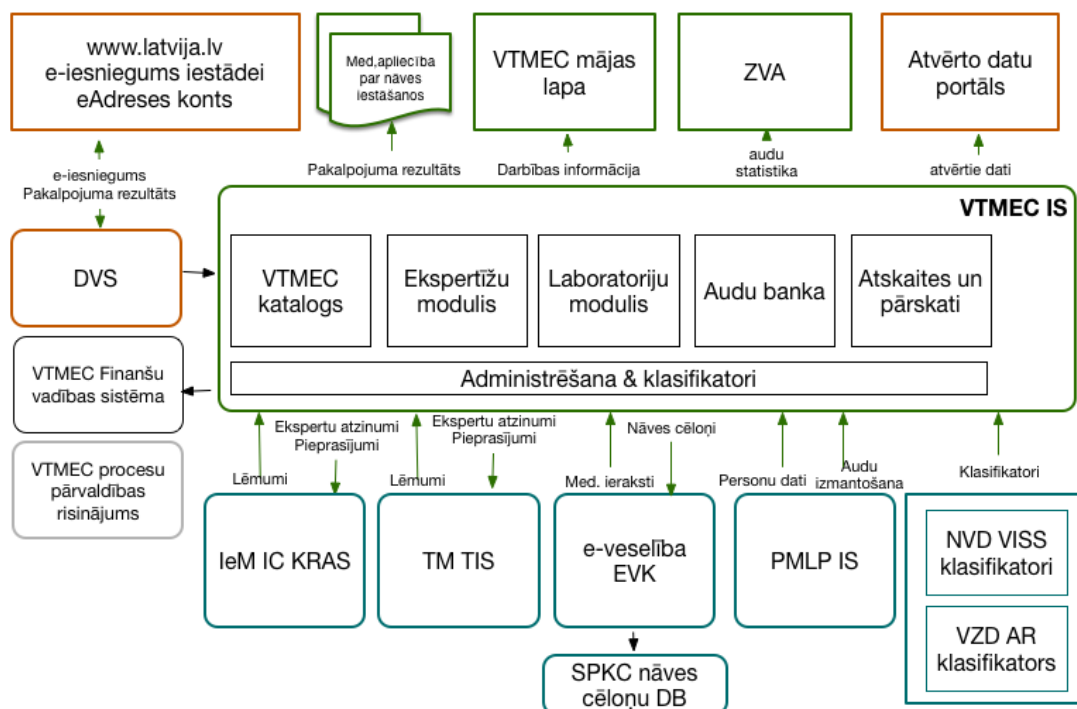 www.latvija.lv
e-iesniegums iestādei
eAdreses konts
Med,apliecība
par nāves
iestāšanos
VTMEC mājas
lapa
ZVA
Atvērto datu
portāls
e-iesniegums
Pakalpojuma rezultāts
Pakalpojuma rezultāts
Darbības informācija
audu
statistika
atvērtie dati
VTMEC IS
DVS
VTMEC
katalogs
Ekspertīžu
modulis
Laboratoriju
modulis
Audu banka
Atskaites un
pārskati
VTMEC Finanšu
vadības sistēma
Administrēšana & klasifikatori
VTMEC procesu
pārvaldības
risinājums
Ekspertu atzinumi
Pieprasījumi
Lēmumi
Ekspertu atzinumi
Pieprasījumi
Lēmumi
Nāves cēloņi
Med. ieraksti
Personu dati
Audu
izmantošana
Klasifikatori
IeM IC KRAS
TM TIS
e-veselība
EVK
PMLP IS
NVD VISS
klasifikatori
VZD AR
klasifikators
SPKC nāves
cēloņu DB